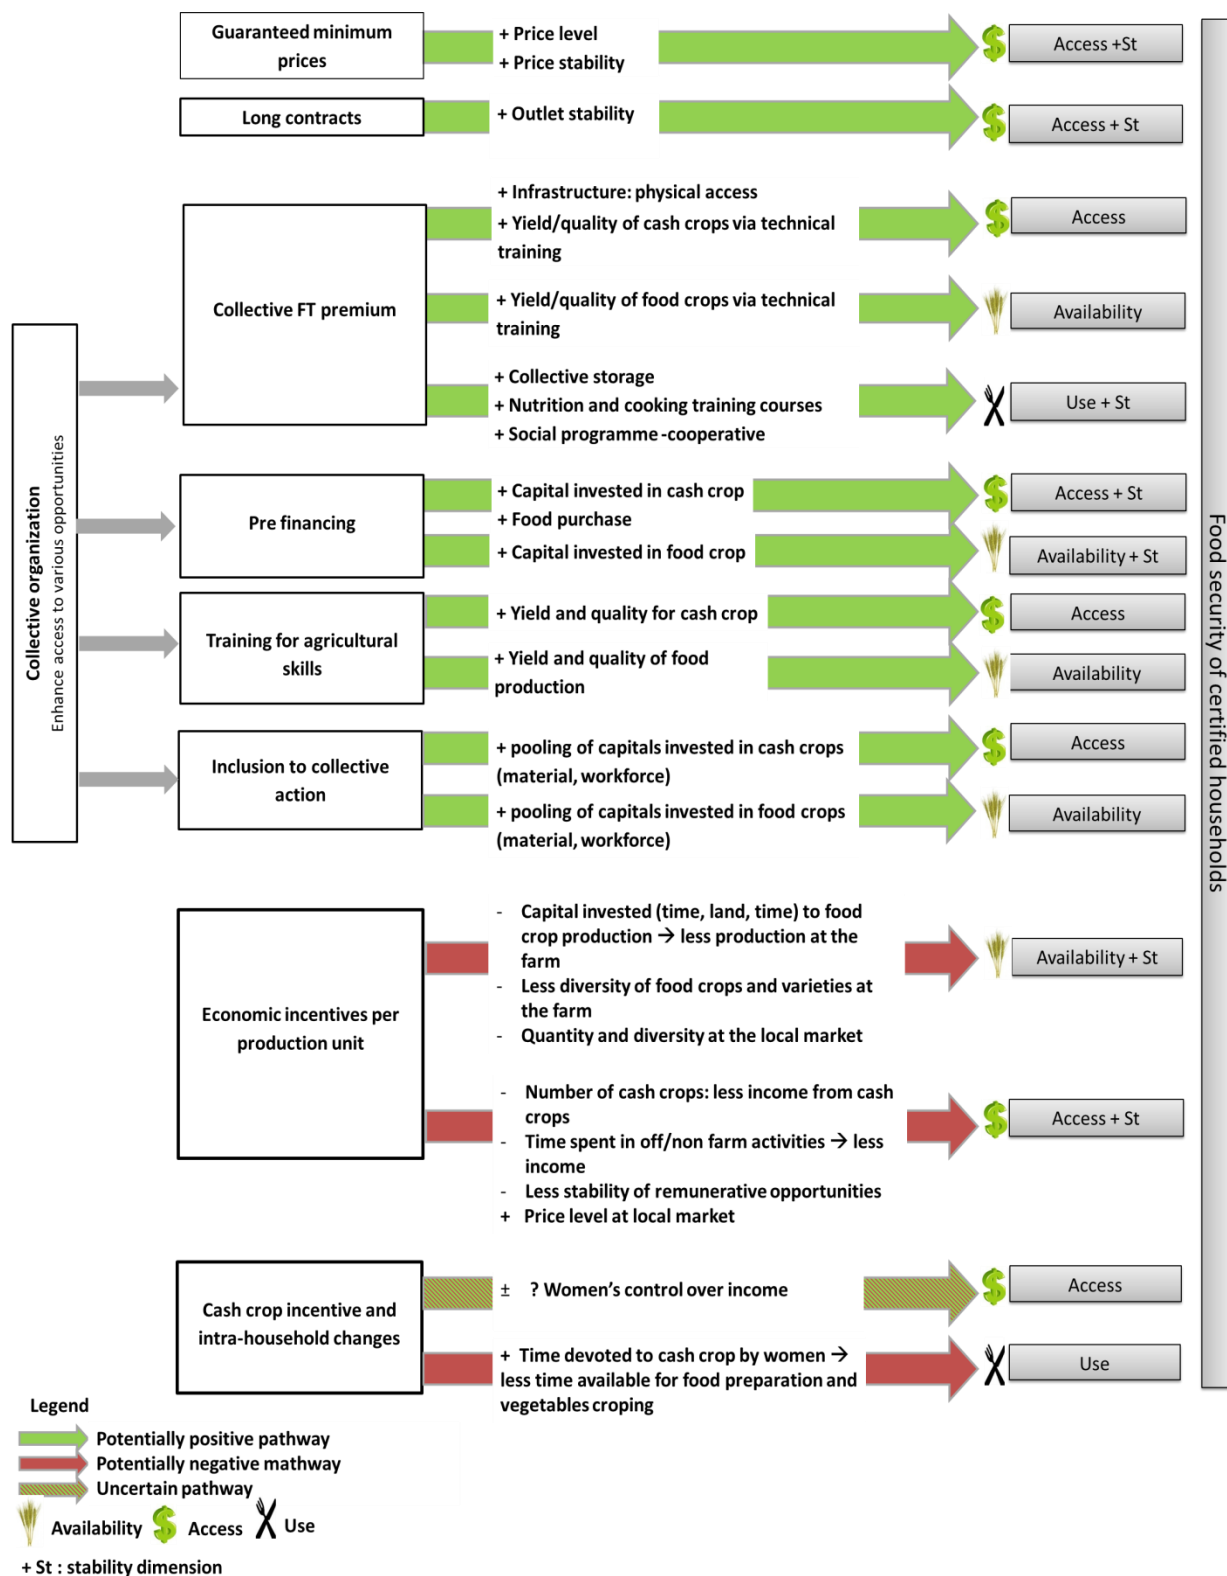 Guaranteed minimum
prices
+ Price level
+ Price stability
Access +St
Long contracts
+ Outlet stability
Access + St
Collective organization
Enhance access to various opportunities
Collective FT premium
+ Infrastructure: physical access
+ Yield/quality of cash crops via technical
training
Access
+ Yield/quality of food crops via technical
training
Availability
+ Collective storage
+ Nutrition and cooking training courses
+ Social programme -cooperative
Use + St
Pre financing
+ Capital invested in cash crop
+ Food purchase
Access + St
+ Capital invested in food crop
Availability + St
Training for agricultural
skills
+ Yield and quality for cash crop
Access
+ Yield and quality of food
production
Availability
Inclusion to collective
action
+ pooling of capitals invested in cash crops
(material, workforce)
Access
+ pooling of capitals invested in food crops
(material, workforce)
Availability
Economic incentives per
production unit
- Capital invested (time, land, time) to food
crop production → less production at the
farm
- Less diversity of food crops and varieties at
the farm
- Quantity and diversity at the local market
Availability + St
- Number of cash crops: less income from cash
crops
- Time spent in off/non farm activities → less
income
- Less stability of remunerative opportunities
+ Price level at local market
Access + St
Cash crop incentive and
intra-household changes
± ? Women's control over income
Access
+ Time devoted to cash crop by women →
less time available for food preparation and
vegetables croping
Use
Food security of certified households
Legend
Potentially positive pathway
Potentially negative mathway
Uncertain pathway
Availability
Access
Use
+ St : stability dimension